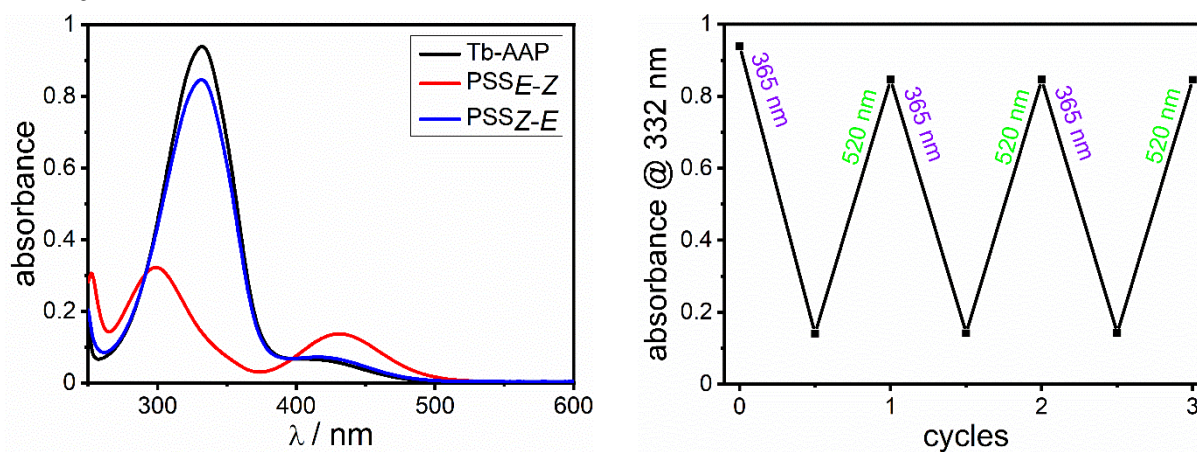 1
0.8
0.6
0.4
0.2
0
absorbance
300
400
500
600
λ / nm
Tb-AAP
PSSE-Z
PSSZ-E
1
0.8
0.6
0.4
0.2
0
absorbance @ 332 nm
365 nm
520 nm
365 nm
520 nm
365 nm
520 nm
0
1
2
3
cycles